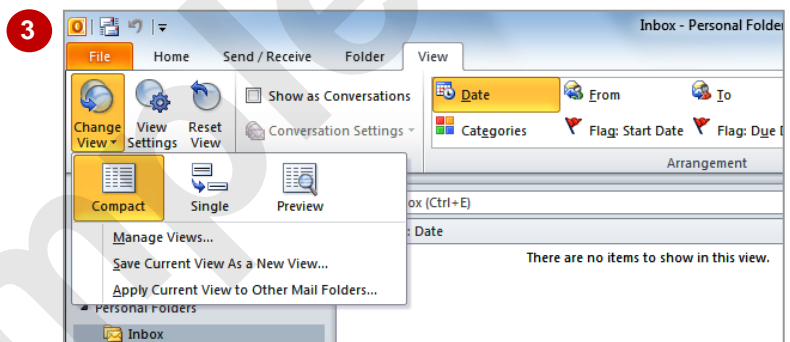 3
Inbox - Personal Folde
File Home Send / Receive Folder View
Change View View Settings Reset View
Show as Conversations
Conversation Settings
Date From To
Categories Flag: Start Date Flag: Due
Arrangement
Compact Single Preview
Manage Views...
Save Current View As a New View...
Apply Current View to Other Mail Folders...
ox (Ctrl+E)
: Date
There are no items to show in this view.
Personal Folders
Inbox